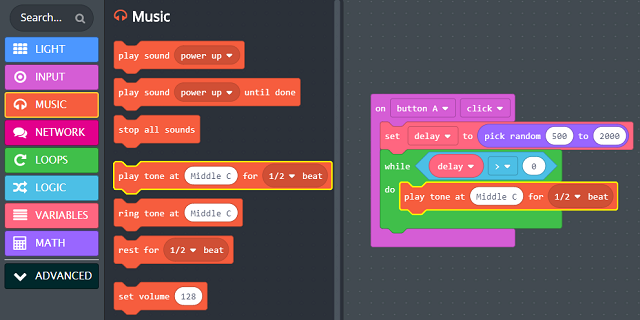 Search...
LIGHT
INPUT
MUSIC
NETWORK
LOOPS
LOGIC
VARIABLES
MATH
ADVANCED
Music
play sound power up
play sound power up until done
stop all sounds
play tone at Middle C for 1/2 beat
ring tone at Middle C
rest for 1/2 beat
set volume 128
on button A click
set delay to pick random 500 to 2000
while delay > 0
do play tone at Middle C for 1/2 beat